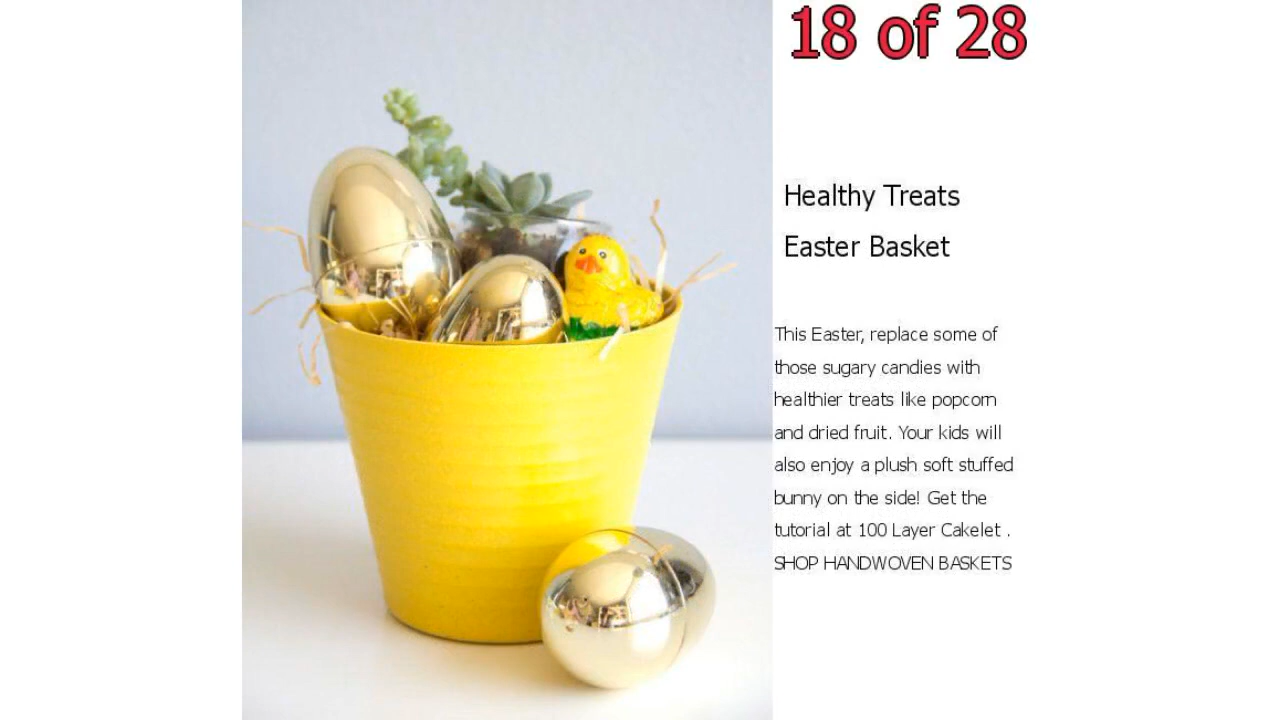 18 of 28
Healthy Treats
Easter Basket
This Easter, replace some of
those sugary candies with
healthier treats like popcorn
and dried fruit. Your kids will
also enjoy a plush soft stuffed
bunny on the side! Get the
tutorial at 100 Layer Cakelet .
SHOP HANDWOVEN BASKETS